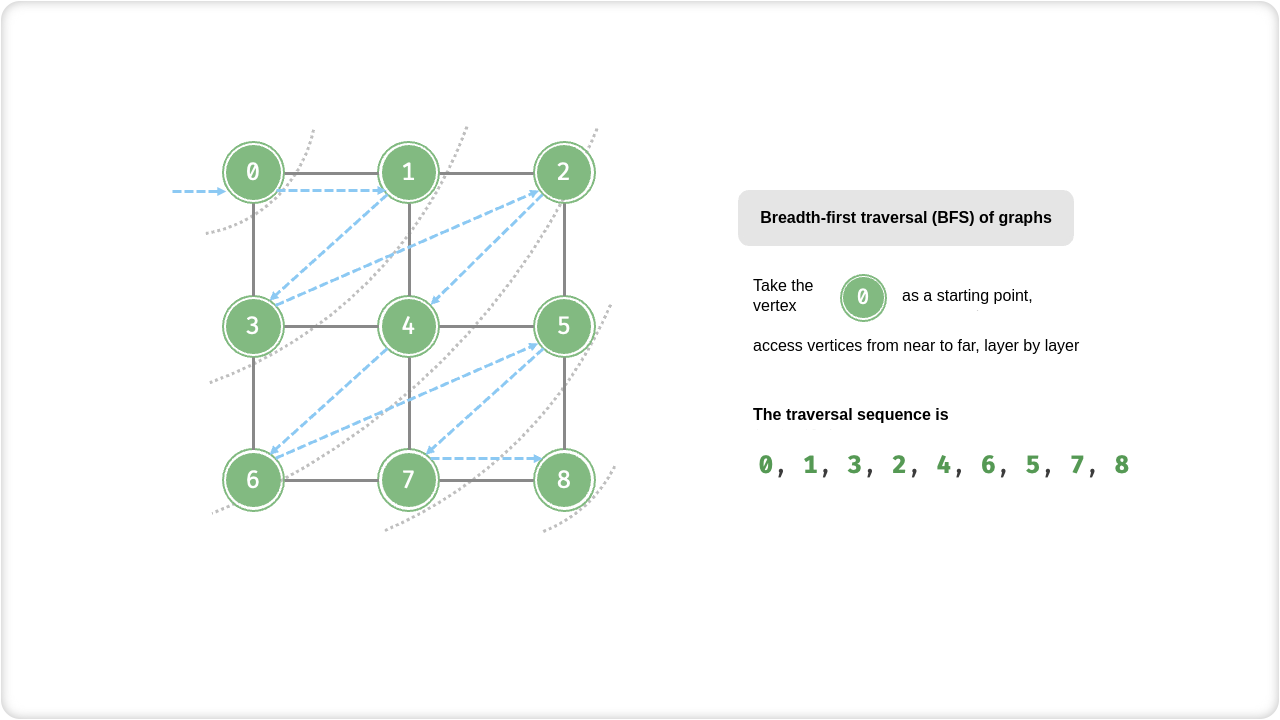 0 1 2
3 4 5
6 7 8
Breadth-first traversal (BFS) of graphs
Take the
vertex
0
as a starting point,
access vertices from near to far, layer by layer
The traversal sequence is
0, 1, 3, 2, 4, 6, 5, 7, 8